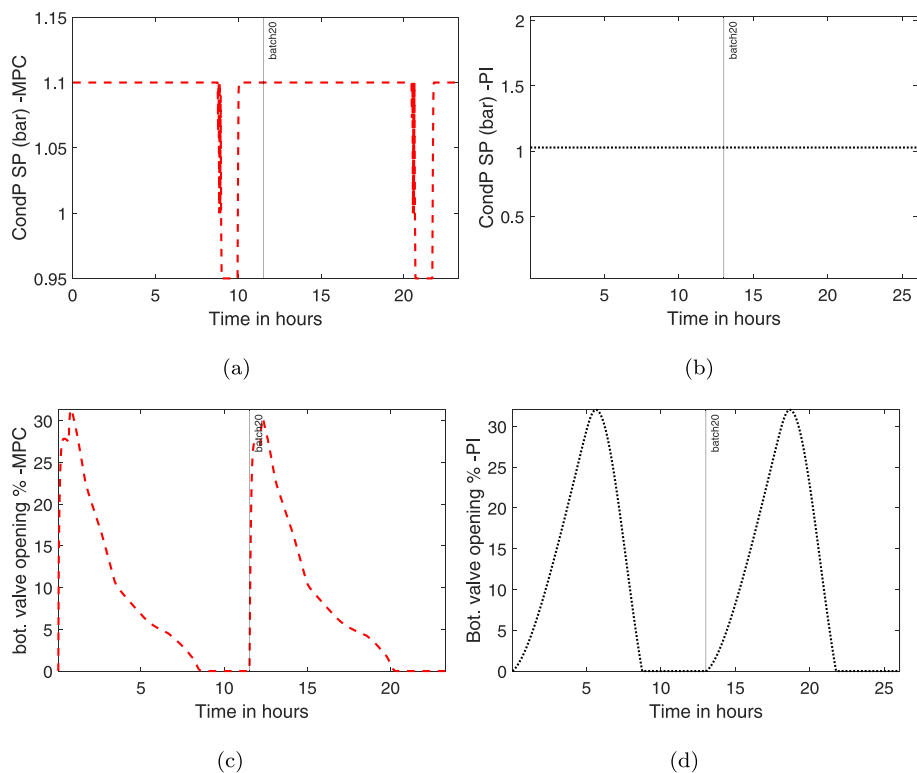 1.15
1.10
1.05
1
0.95
CondP SP (bar) -MPC
batch20
0 5 10 15 20
Time in hours
(a)
2
1.5
1
0.5
CondP SP (bar) -PI
batch20
5 10 15 20 25
Time in hours
(b)
30
25
20
15
10
5
0
bot. valve opening % -MPC
batch20
5 10 15 20
Time in hours
(c)
30
25
20
15
10
5
0
Bot. valve opening % -PI
batch20
5 10 15 20 25
Time in hours
(d)